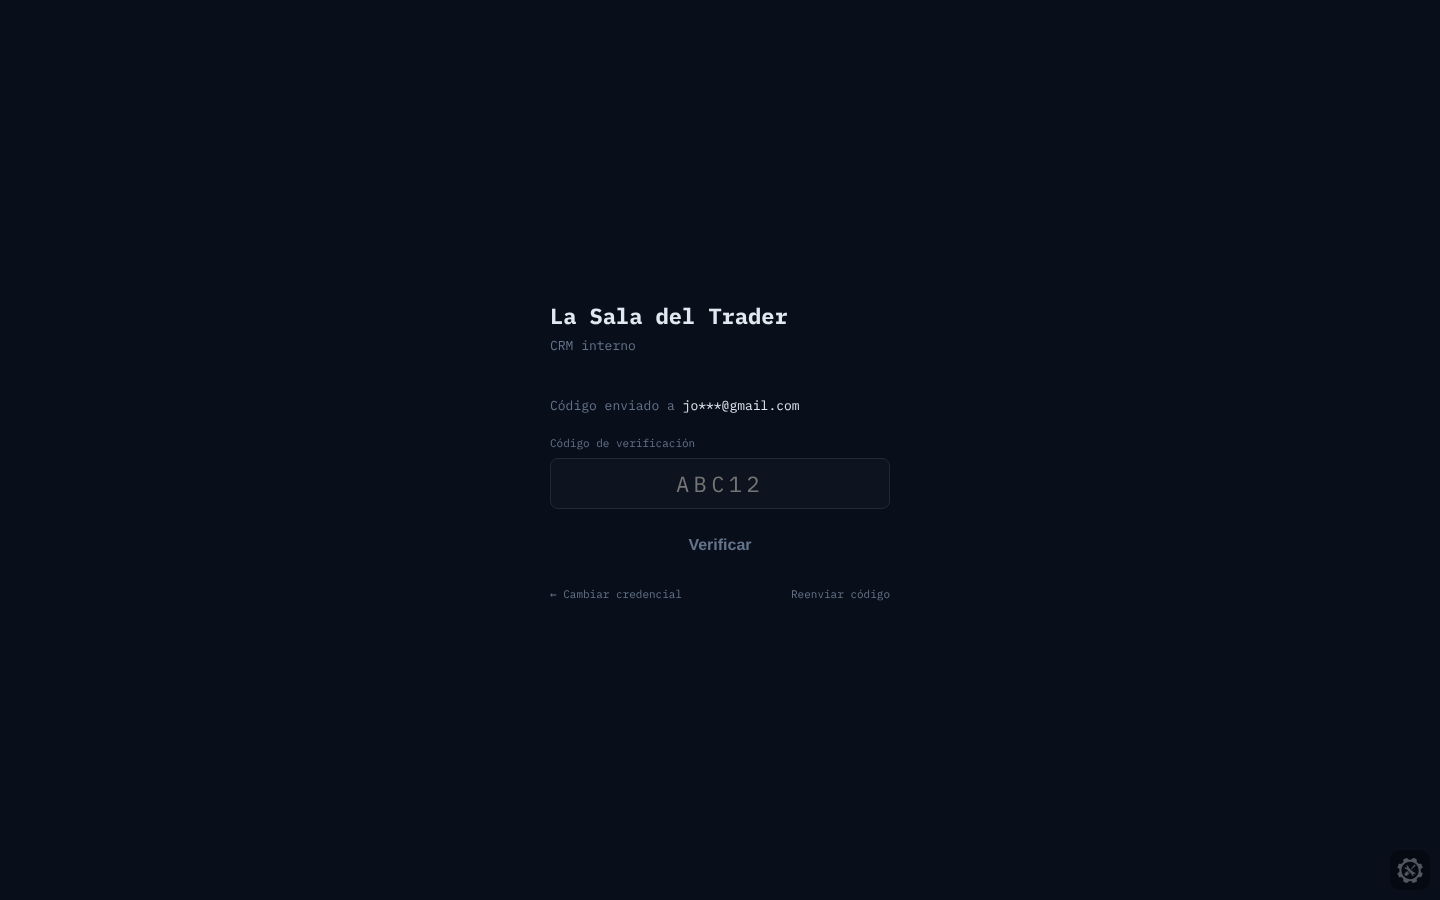 La Sala del Trader
CRM interno
Código enviado a jo***@gmail.com
Código de verificación
ABC12
Verificar
← Cambiar credencial
Reenviar código